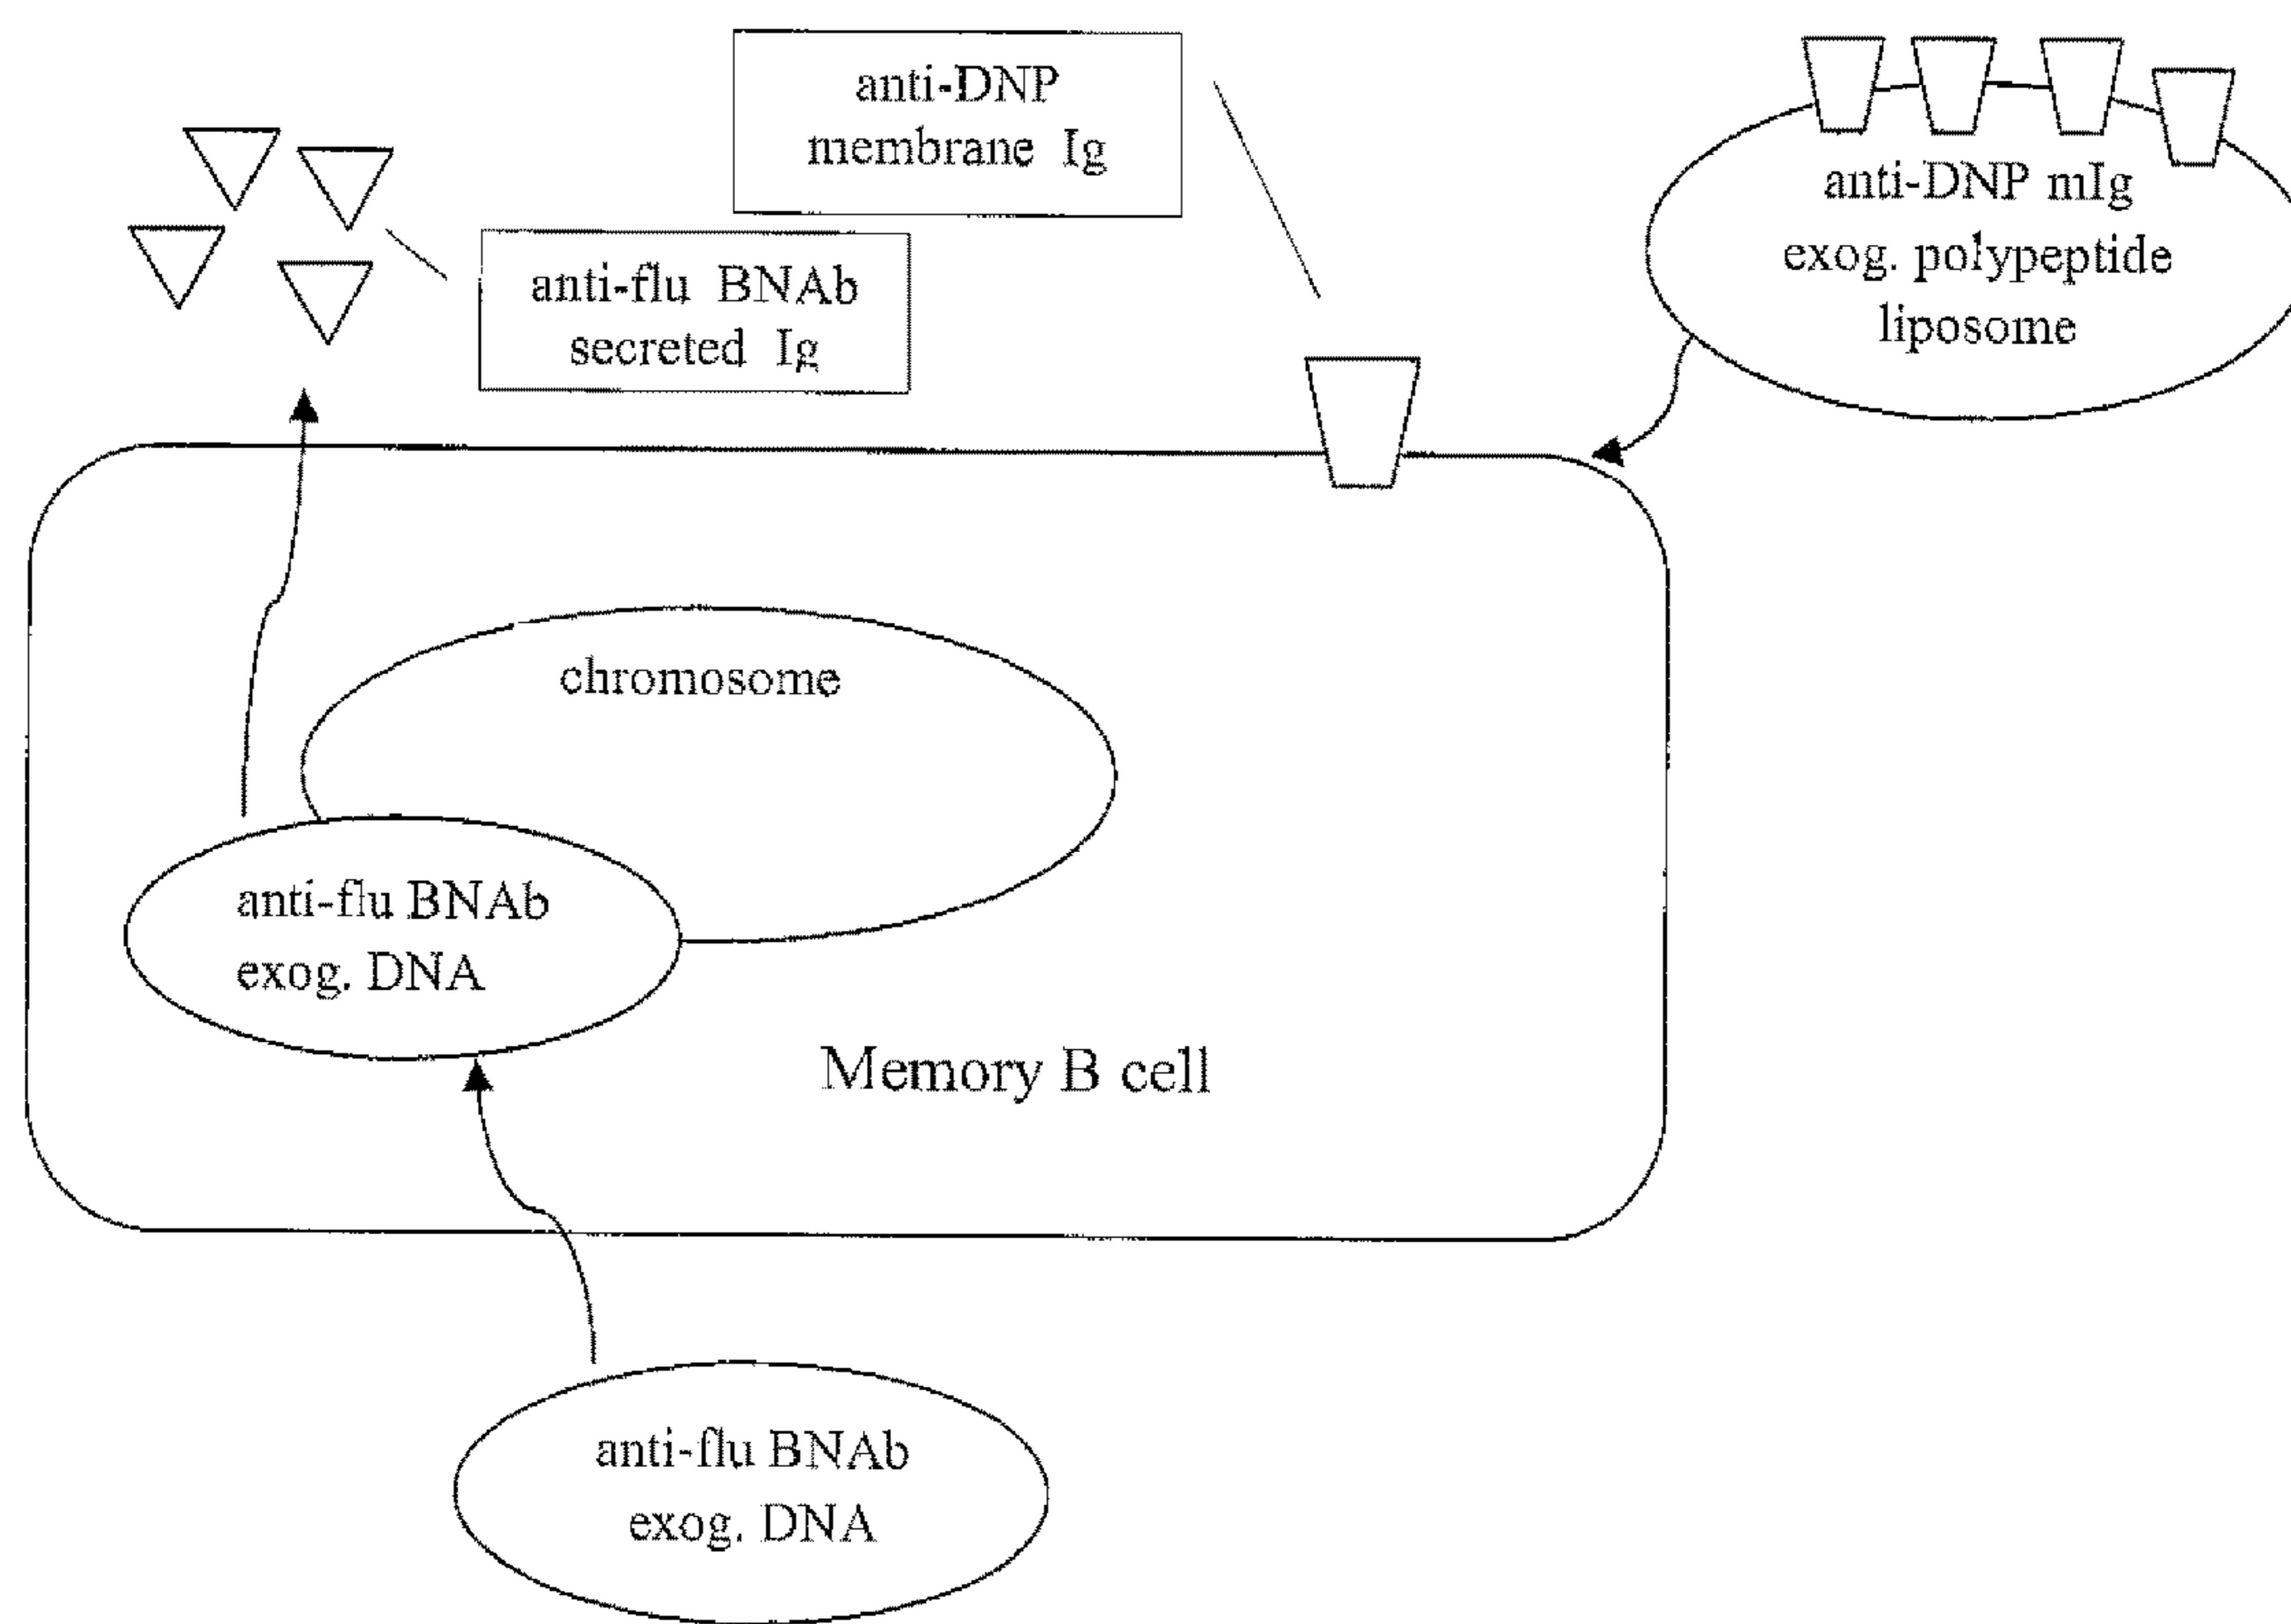 anti-DNP
membrane Ig
anti-DNP mIg
exog. polypeptide
liposome
anti-flu BNAb
secreted Ig
chromosome
anti-flu BNAb
exog. DNA
Memory B cell
anti-flu BNAb
exog. DNA